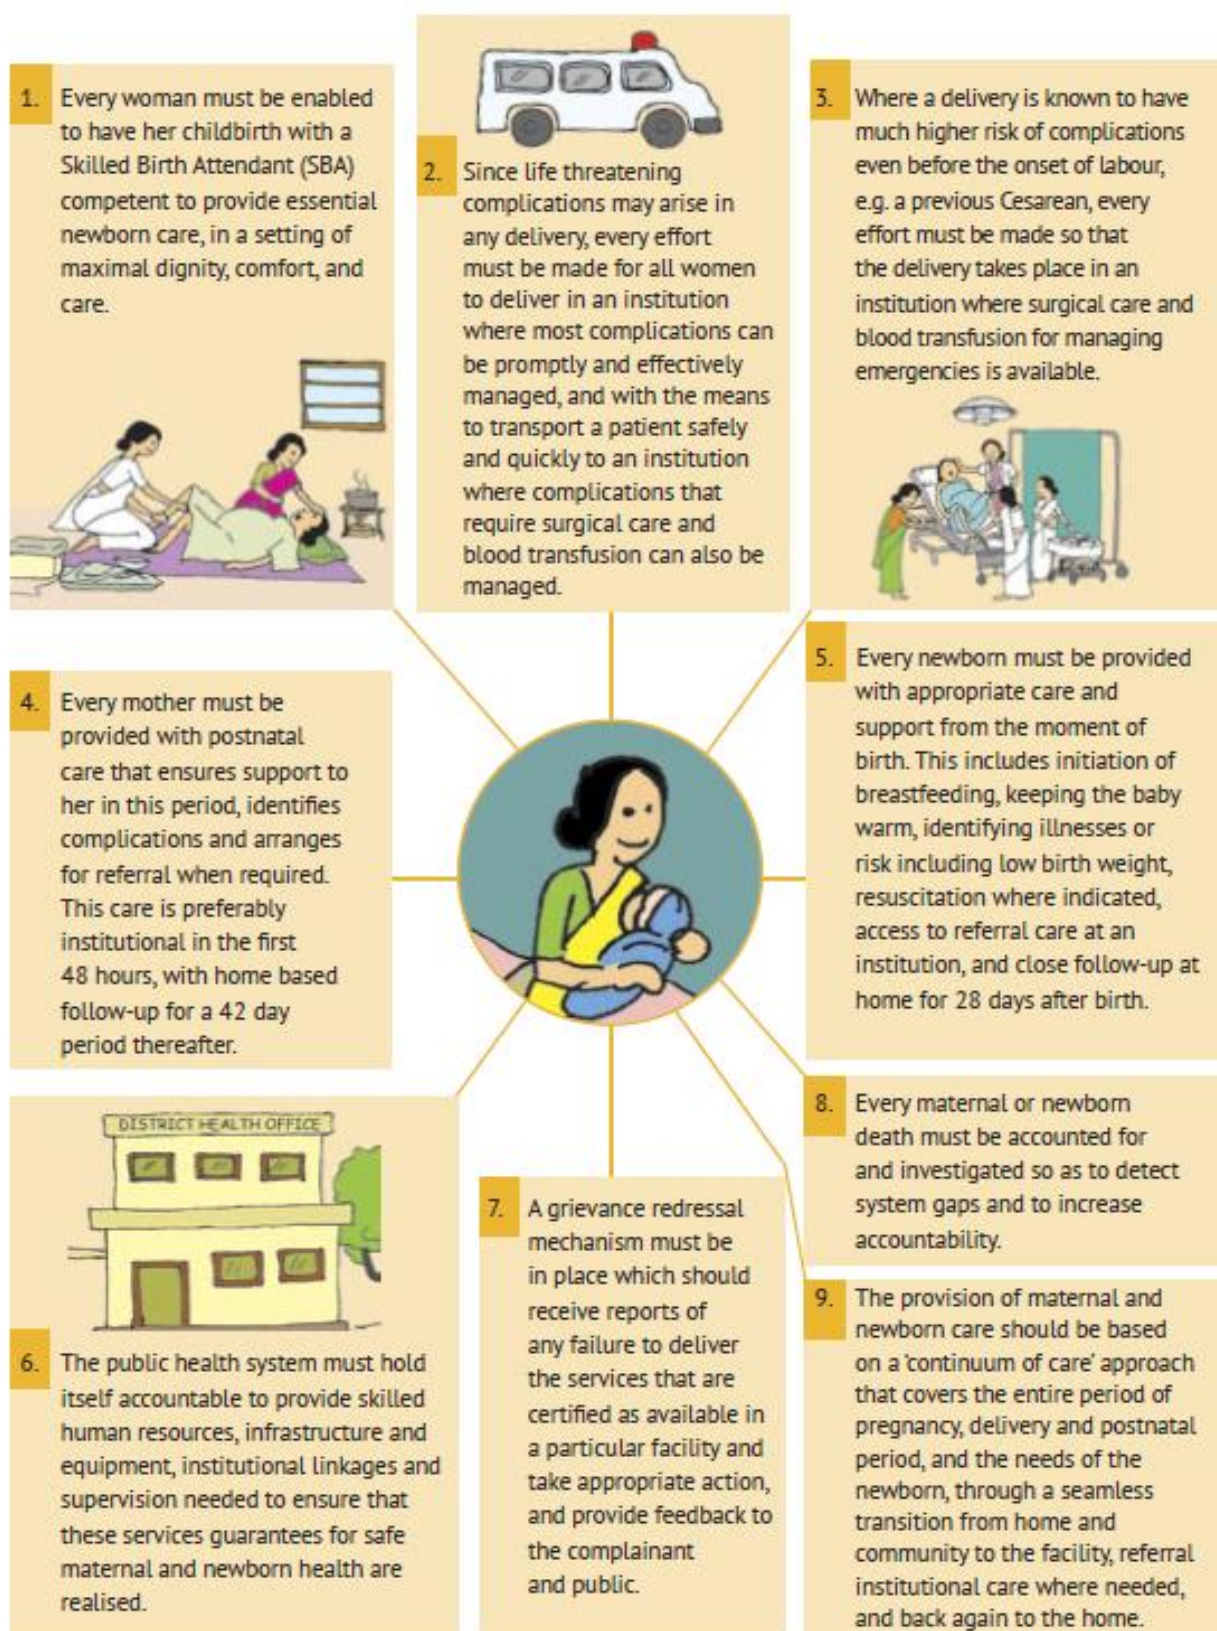 1. Every woman must be enabled
to have her childbirth with a
Skilled Birth Attendant (SBA)
competent to provide essential
newborn care, in a setting of
maximal dignity, comfort, and
care.
2. Since life threatening
complications may arise in
any delivery, every effort
must be made for all women
to deliver in an institution
where most complications can
be promptly and effectively
managed, and with the means
to transport a patient safely
and quickly to an institution
where complications that
require surgical care and
blood transfusion can also be
managed.
3. Where a delivery is known to have
much higher risk of complications
even before the onset of labour,
e.g. a previous Cesarean, every
effort must be made so that
the delivery takes place in an
institution where surgical care and
blood transfusion for managing
emergencies is available.
4. Every mother must be
provided with postnatal
care that ensures support to
her in this period, identifies
complications and arranges
for referral when required.
This care is preferably
institutional in the first
48 hours, with home based
follow-up for a 42 day
period thereafter.
5. Every newborn must be provided
with appropriate care and
support from the moment of
birth. This includes initiation of
breastfeeding, keeping the baby
warm, identifying illnesses or
risk including low birth weight,
resuscitation where indicated,
access to referral care at an
institution, and close follow-up at
home for 28 days after birth.
DISTRICT HEALTH OFFICE
6. The public health system must hold
itself accountable to provide skilled
human resources, infrastructure and
equipment, institutional linkages and
supervision needed to ensure that
these services guarantees for safe
maternal and newborn health are
realised.
7. A grievance redressal
mechanism must be
in place which should
receive reports of
any failure to deliver
the services that are
certified as available in
a particular facility and
take appropriate action,
and provide feedback to
the complainant
and public.
8. Every maternal or newborn
death must be accounted for
and investigated so as to detect
system gaps and to increase
accountability.
9. The provision of maternal and
newborn care should be based
on a 'continuum of care' approach
that covers the entire period of
pregnancy, delivery and postnatal
period, and the needs of the
newborn, through a seamless
transition from home and
community to the facility, referral
institutional care where needed,
and back again to the home.